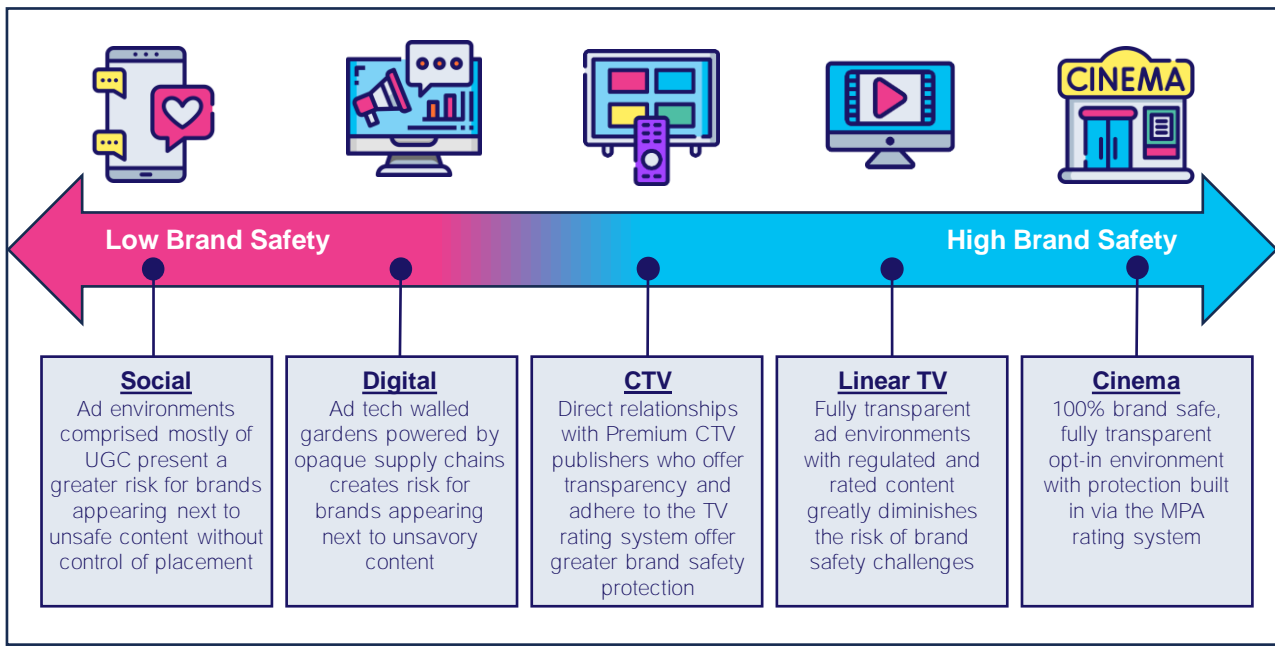 CINEMA
Low Brand Safety
High Brand Safety
Social
Ad environments
comprised mostly of
UGC present a
greater risk for brands
appearing next to
unsafe content without
control of placement
Digital
Ad tech walled
gardens powered by
opaque supply chains
creates risk for
brands appearing
next to unsavory
content
CTV
Direct relationships
with Premium CTV
publishers who offer
transparency and
adhere to the TV
rating system offer
greater brand safety
protection
Linear TV
Fully transparent
ad environments
with regulated and
rated content
greatly diminishes
the risk of brand
safety challenges
Cinema
100% brand safe,
fully transparent
opt-in environment
with protection built
in via the MPA
rating system